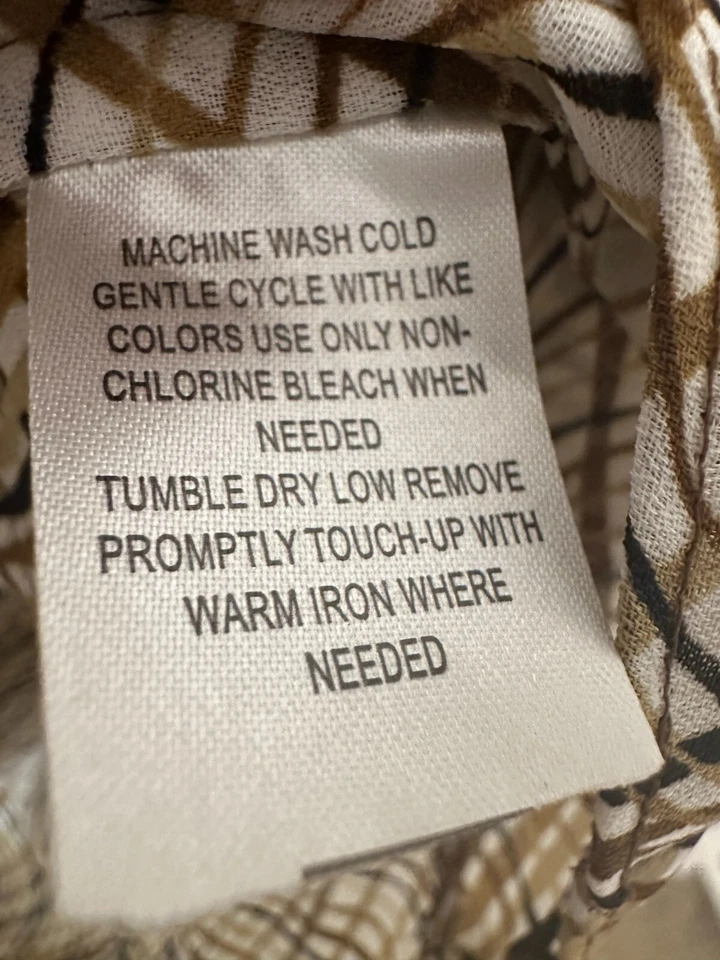 MACHINE WASH COLD
GENTLE CYCLE WITH LIKE
COLORS USE ONLY NON-
CHLORINE BLEACH WHEN
NEEDED
TUMBLE DRY LOW REMOVE
PROMPTLY TOUCH-UP WITH
WARM IRON WHERE
NEEDED